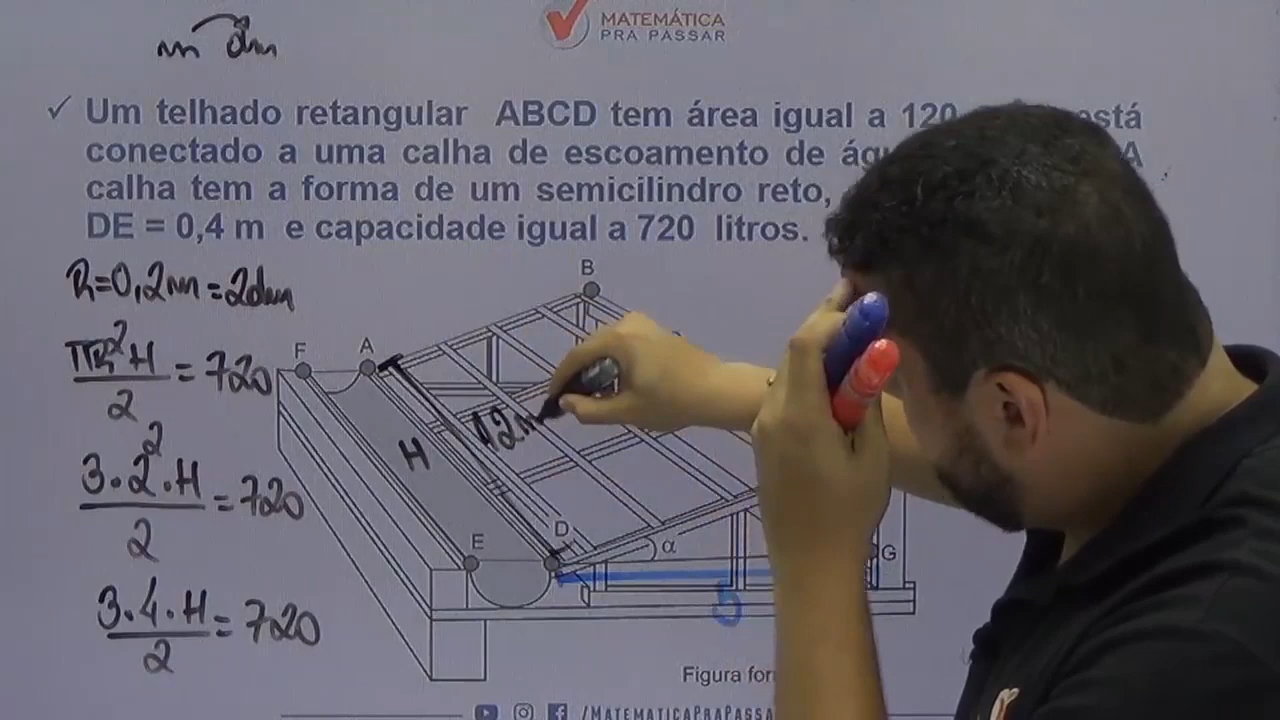 m dm
MATEMÁTICA
PRA PASSAR
✓ Um telhado retangular ABCD tem área igual a 120 está
conectado a uma calha de escoamento de A
calha tem a forma de um semicilindro reto,
DE = 0,4 m e capacidade igual a 720 litros.
R=0,2m=2dm
B
πR²H/2 = 720
F A
12m
H
3·2²·H/2 = 720
E D α G
5
3·4·H/2 = 720
Figura
/MATEMATICAPRAPASSA